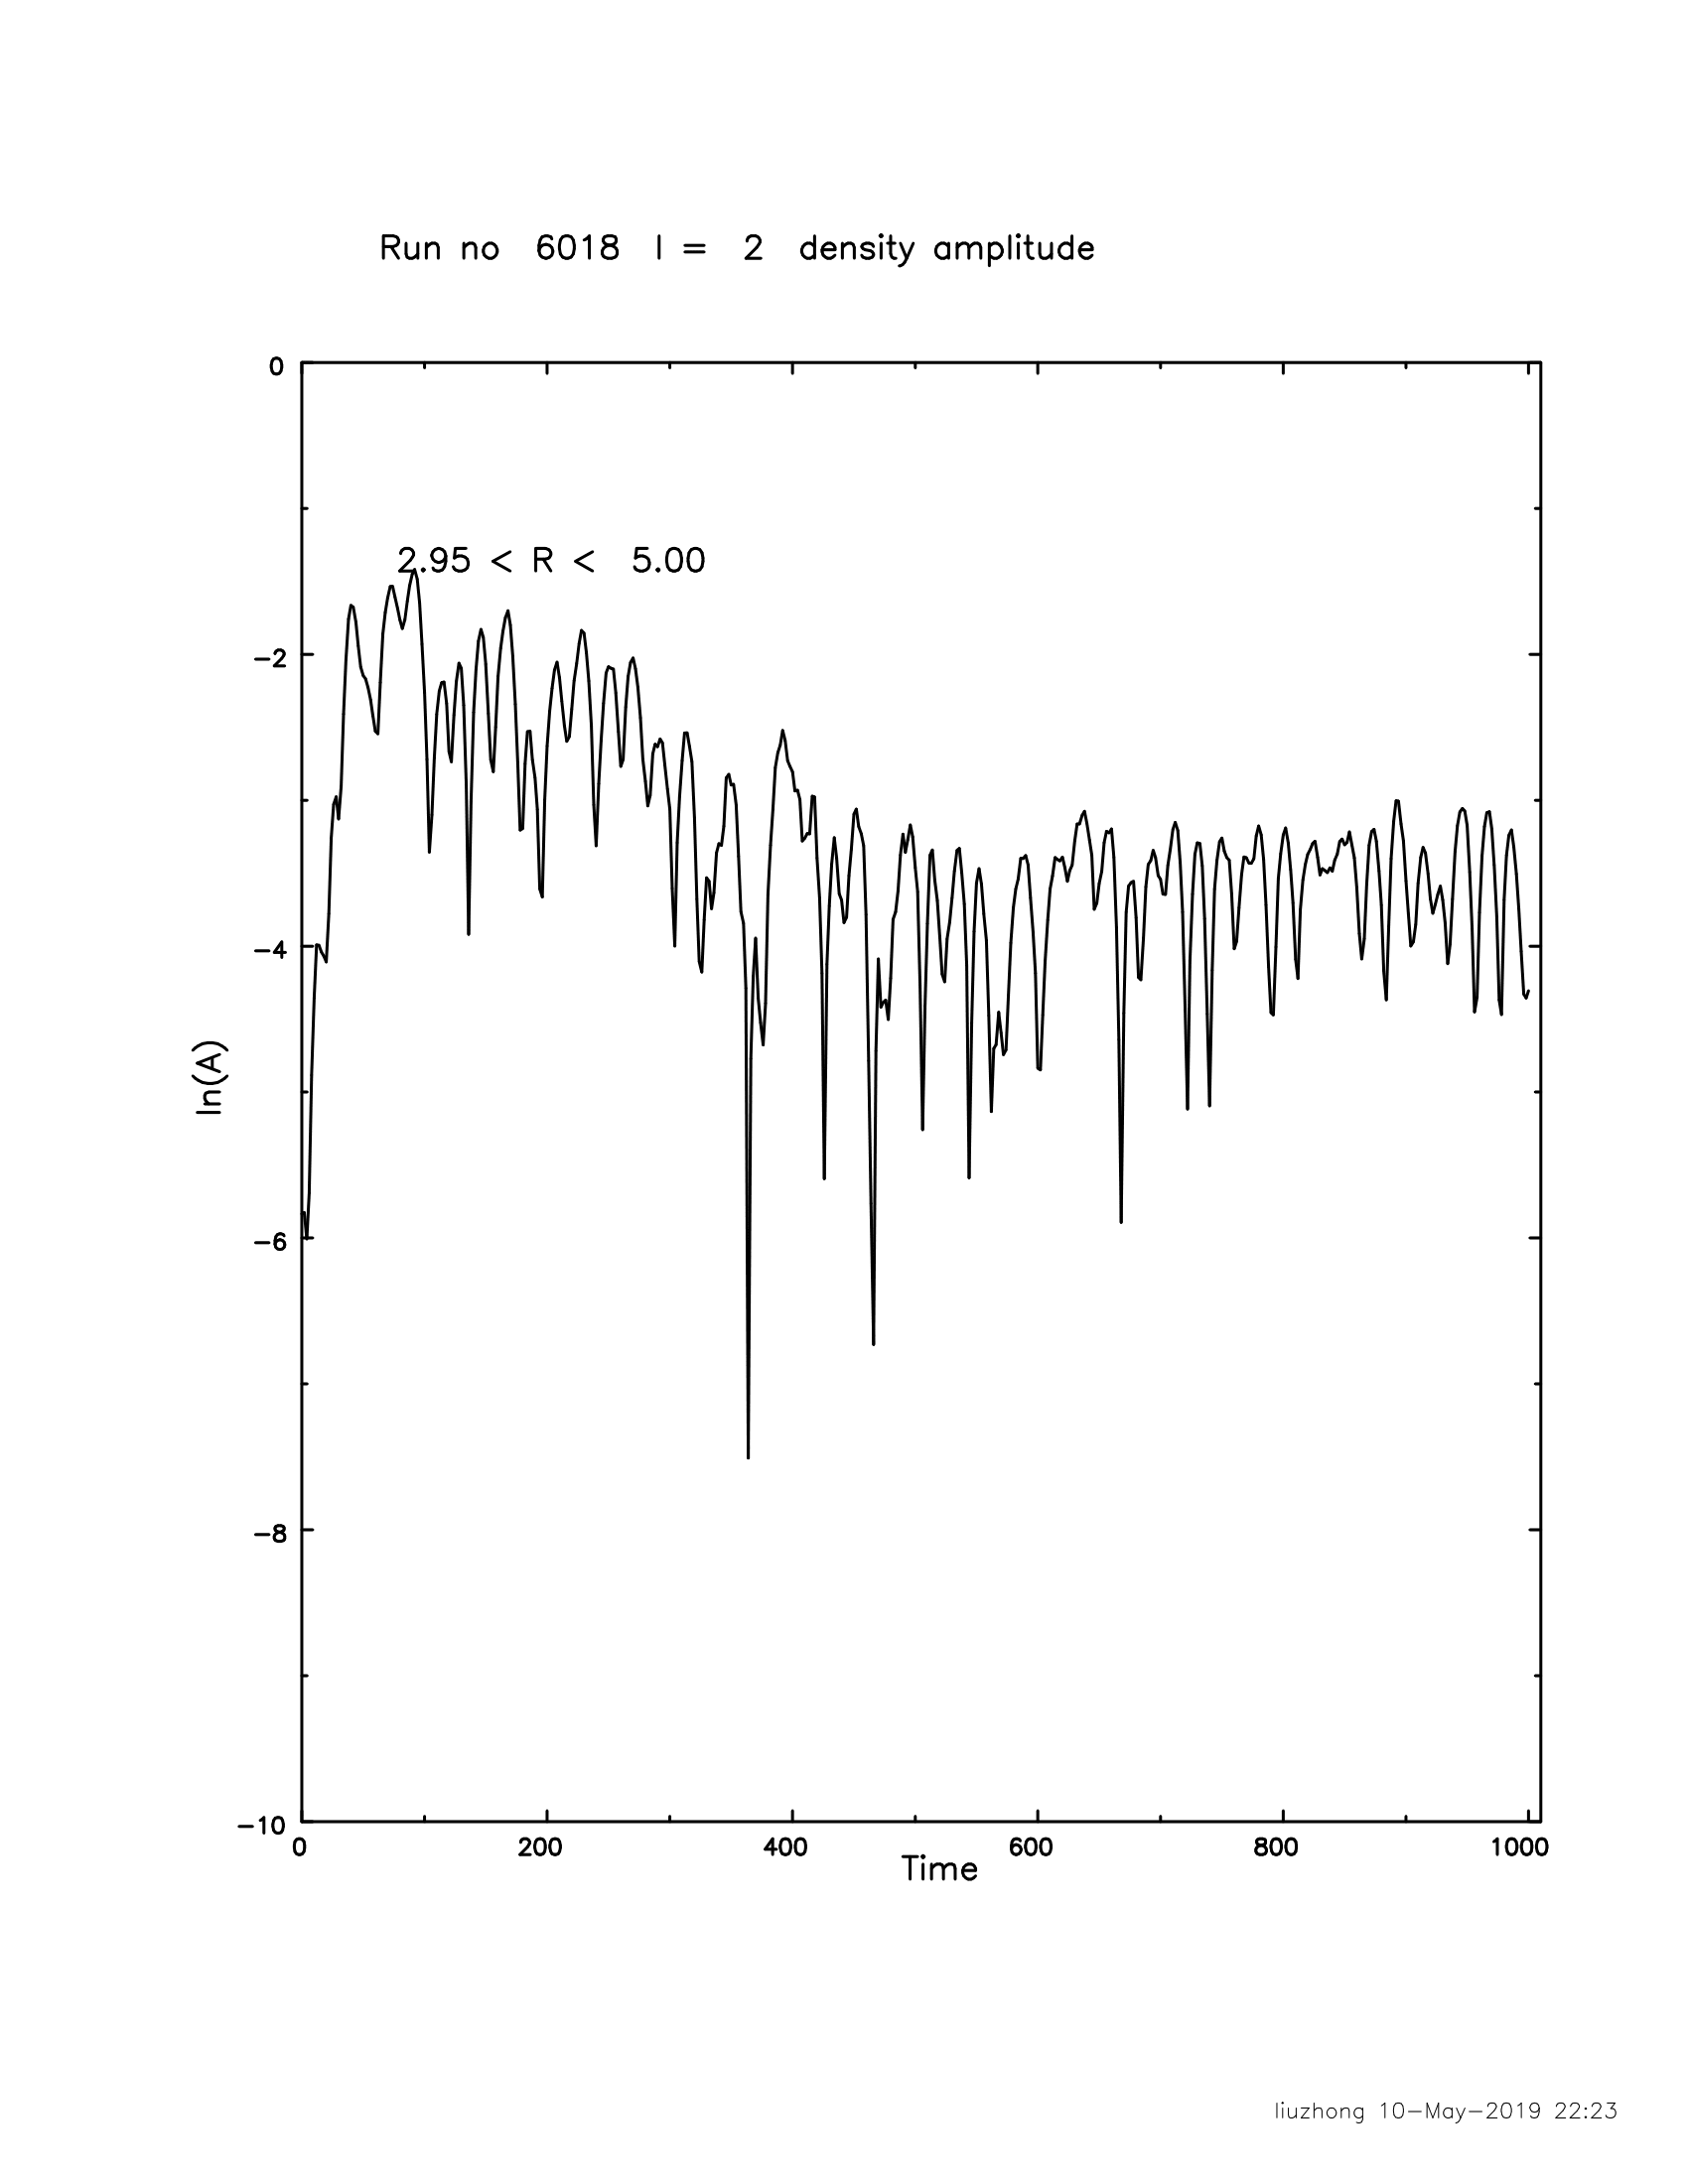 Run no 6018 l = 2 density amplitude
0
2.95 < R < 5.00
−2
−4
ln(A)
−6
−8
−10
0 200 400 600 800 1000
Time
liuzhong 10−May−2019 22:23